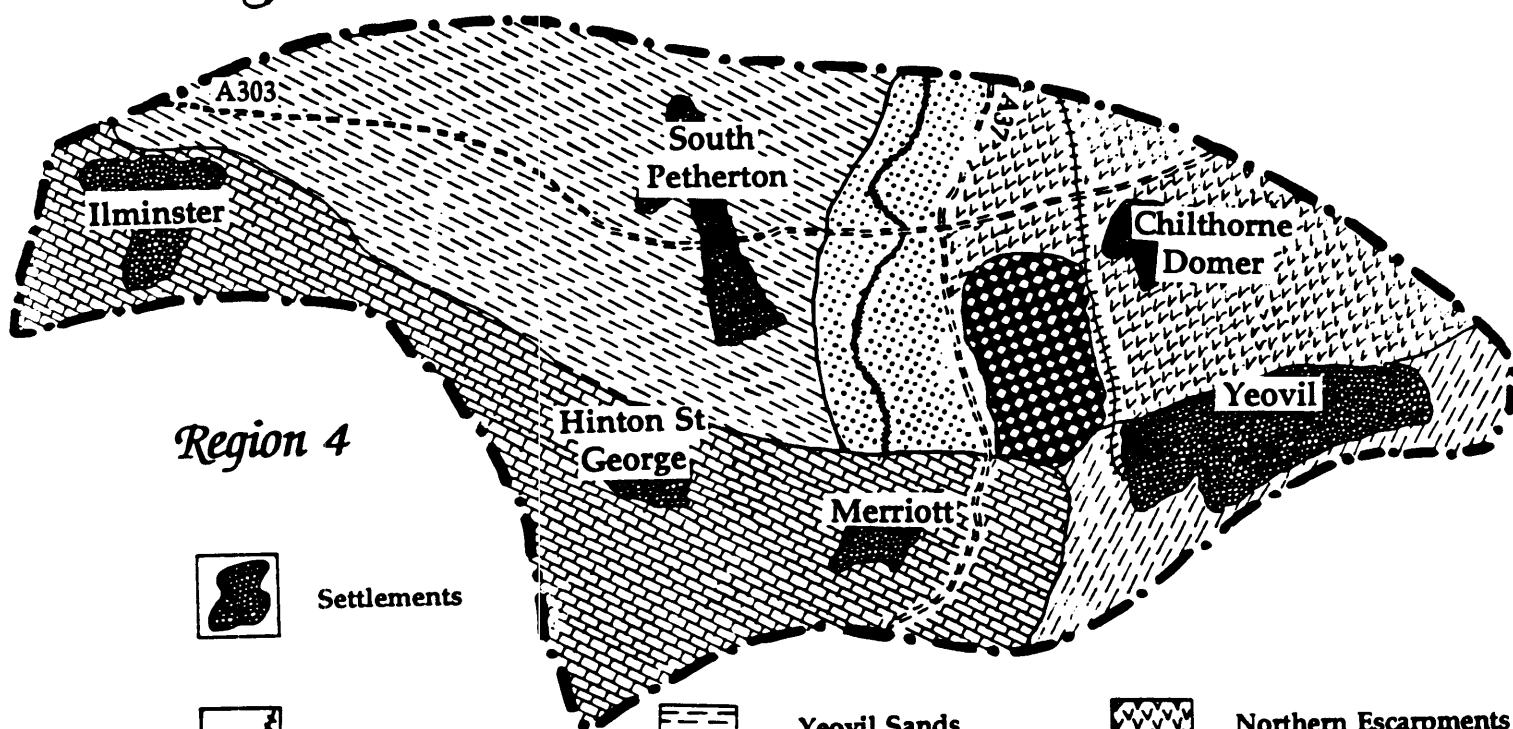 A303
A37
South
Petherton
Ilminster
Chilthorne
Domer
Yeovil
Hinton St
George
Region 4
Merriott
Settlements
Yeovil Sands
Northern Escarpments